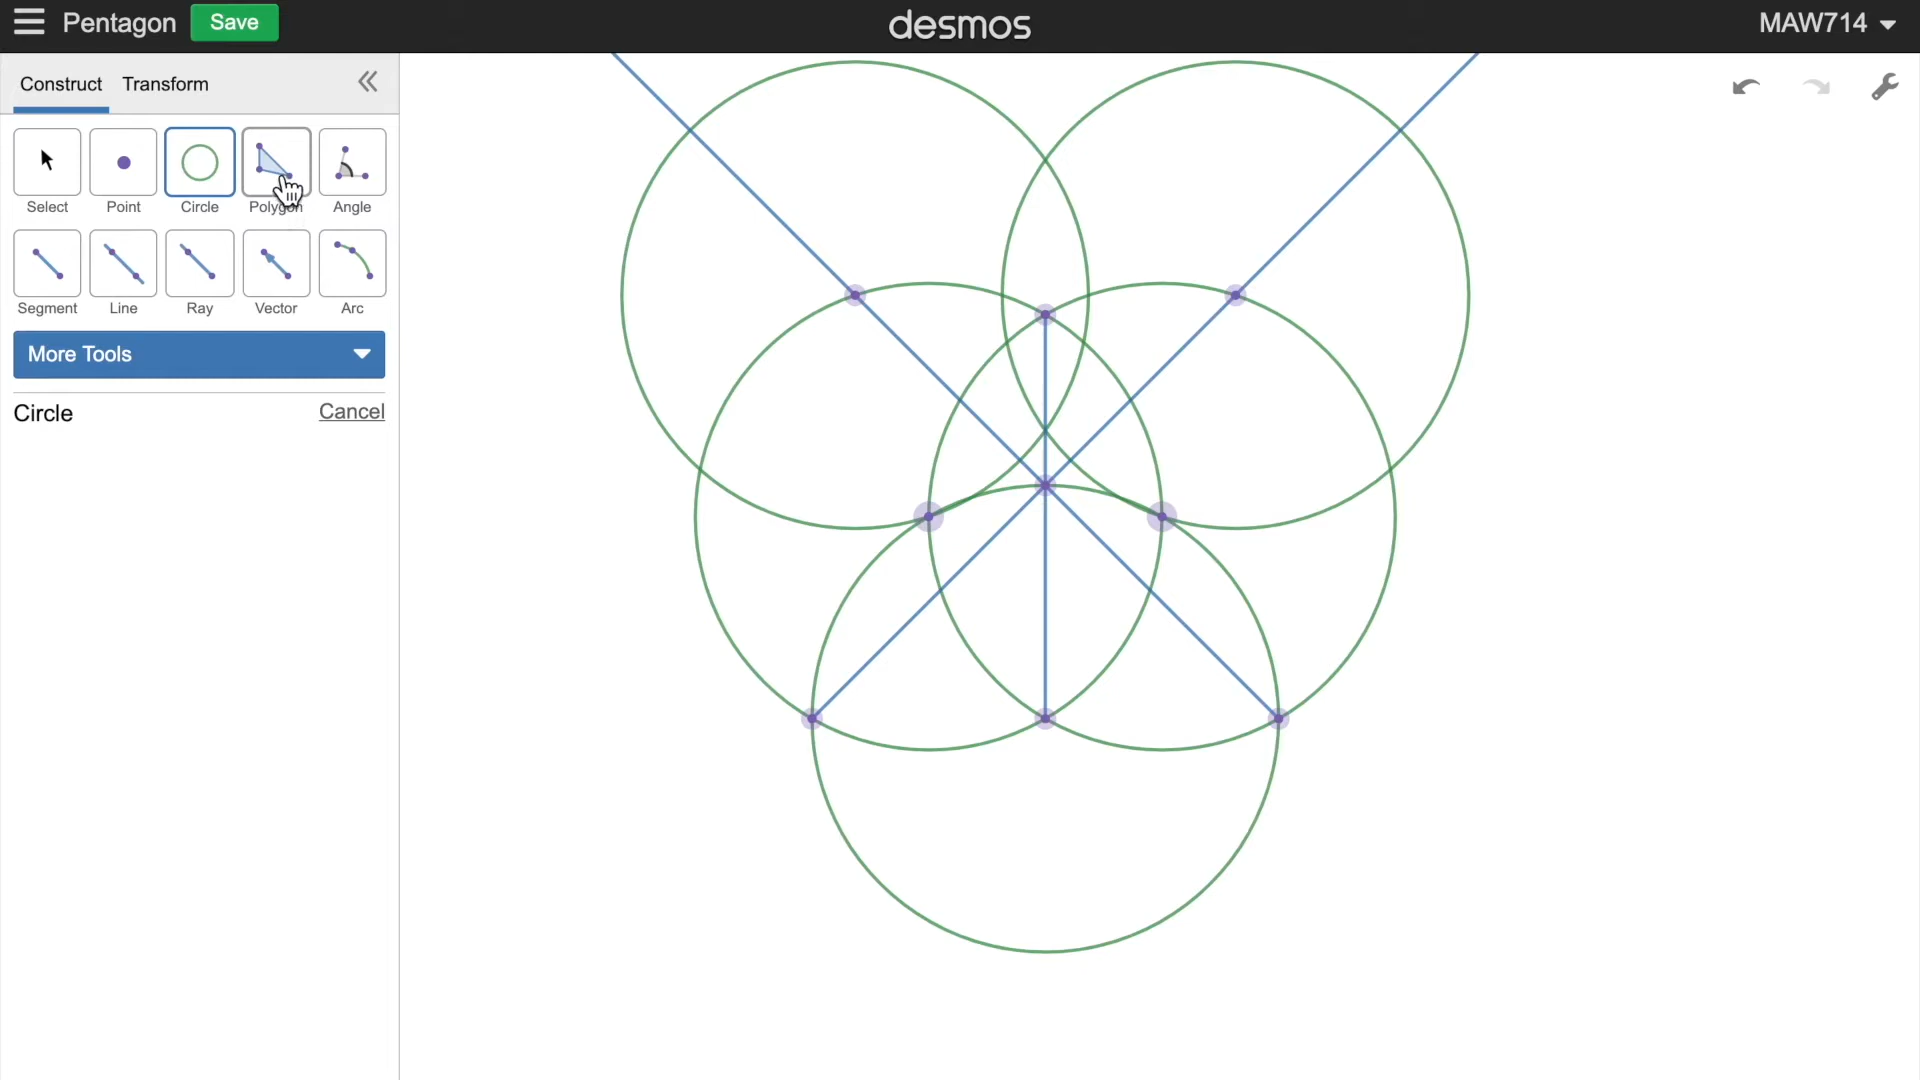 Pentagon
Save
desmos
MAW714
Construct
Transform
Select
Point
Circle
Polygon
Angle
Segment
Line
Ray
Vector
Arc
More Tools
Circle
Cancel